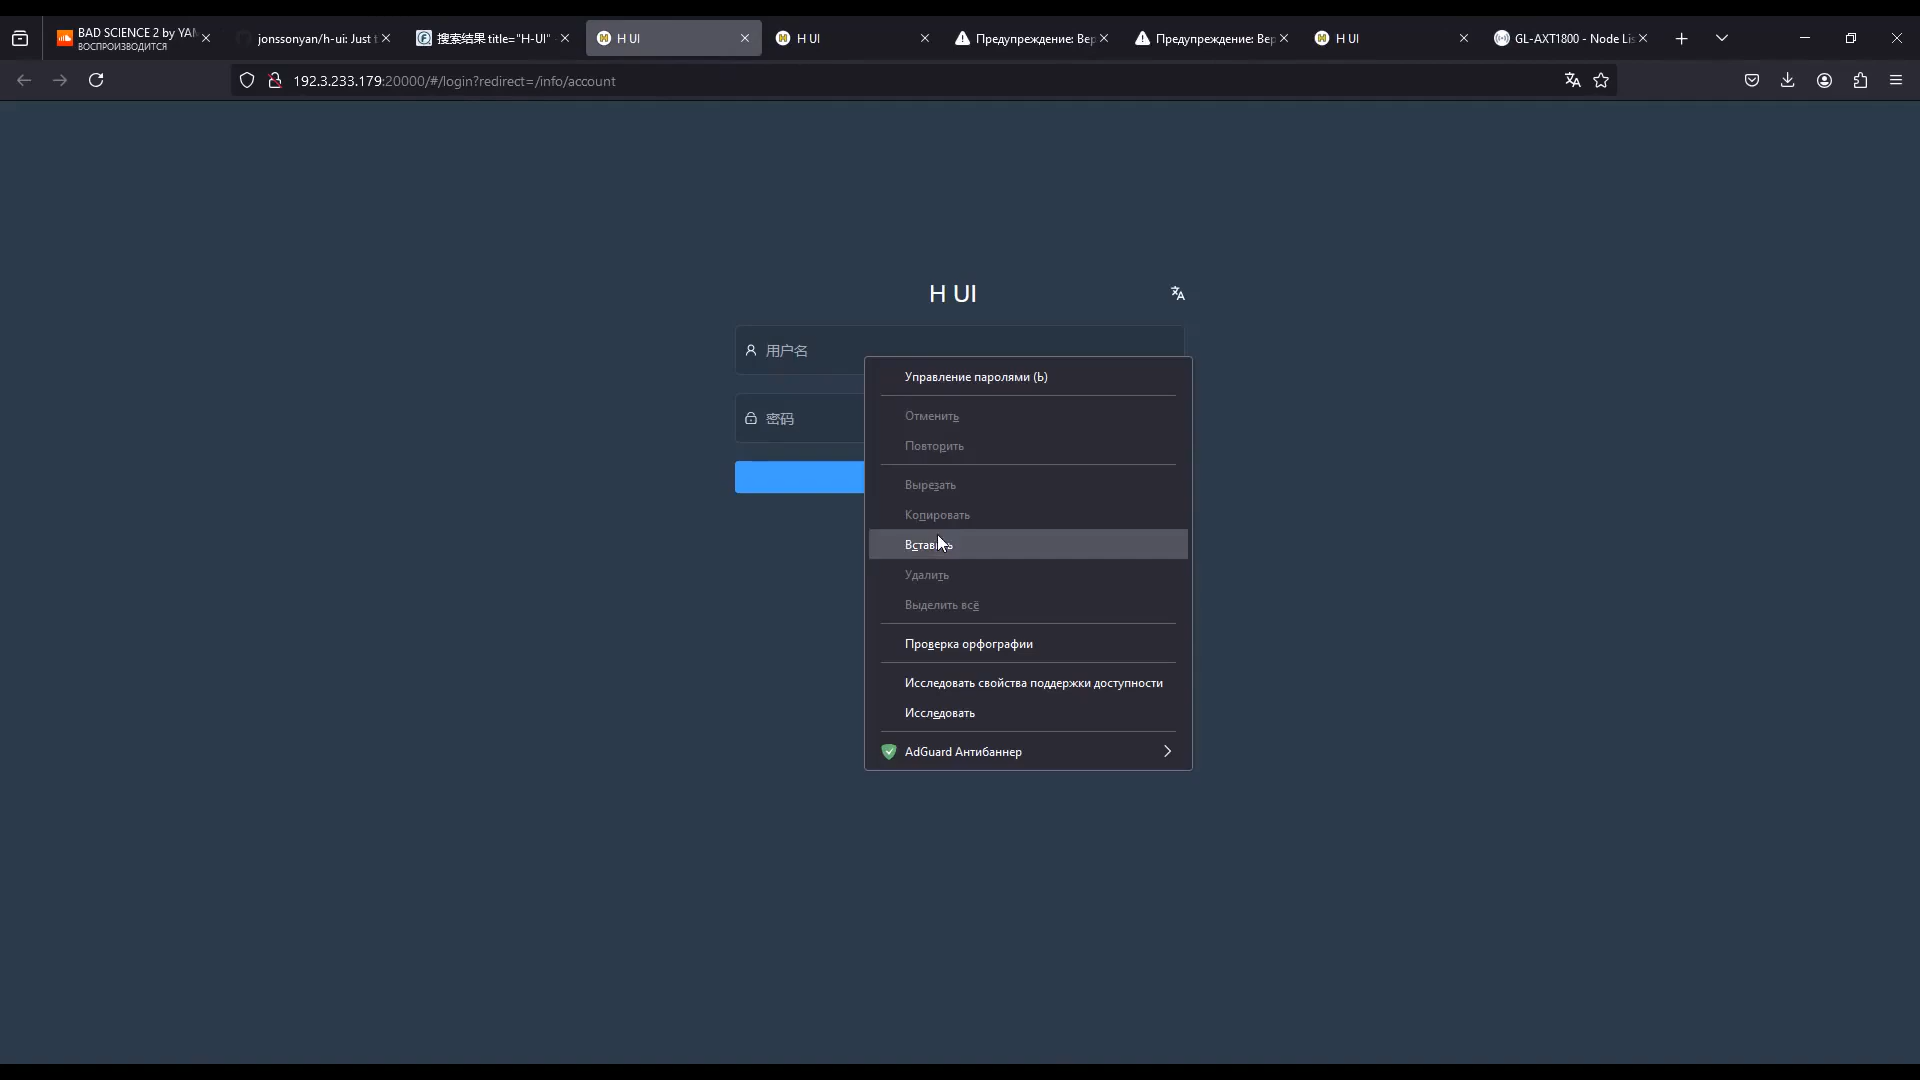 BAD SCIENCE 2 by YAM
ВОСПРОИЗВОДИТСЯ
jonssonyan/h-ui: Just t
搜索结果 title="H-UI" -
H UI
H UI
Предупреждение: Вер
Предупреждение: Вер
H UI
GL-AXT1800 - Node Lis
192.3.233.179:20000/#/login?redirect=/info/account
H UI
用户名
密码
Управление паролями (Ь)
Отменить
Повторить
Вырезать
Копировать
Вставить
Удалить
Выделить всё
Проверка орфографии
Исследовать свойства поддержки доступности
Исследовать
AdGuard Антибаннер